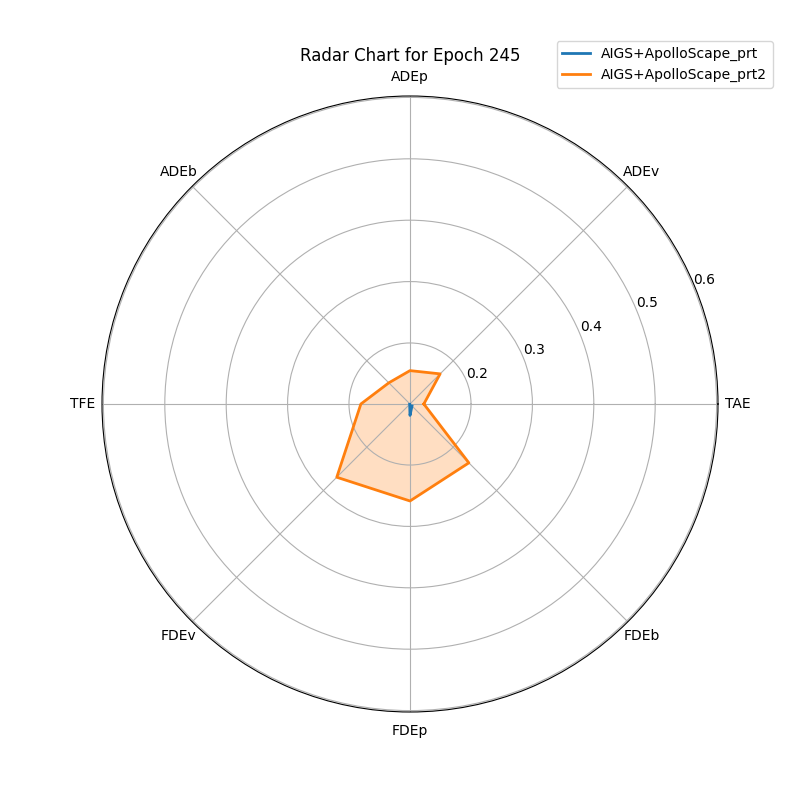 AIGS+ApolloScape_prt
AIGS+ApolloScape_prt2
Radar Chart for Epoch 245
ADEp
ADEb
ADEv
0.6
0.5
0.4
0.3
0.2
TFE
TAE
FDEv
FDEb
FDEp